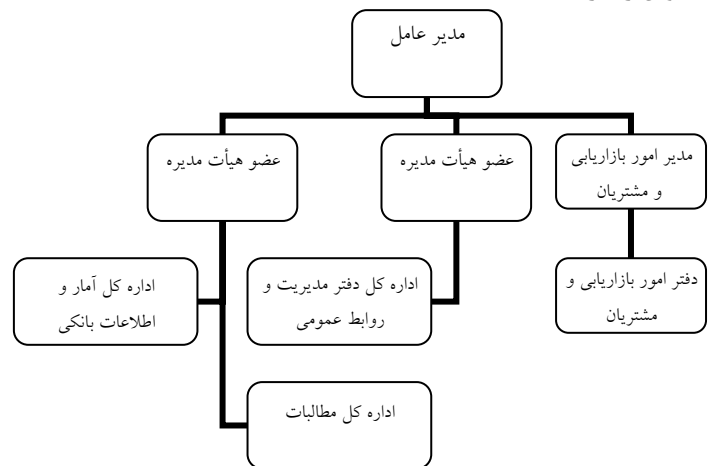 مدیر عامل
مدیر امور بازاریابی
و مشتریان
عضو هیأت مدیره
عضو هیأت مدیره
دفتر امور بازاریابی و
مشتریان
اداره کل دفتر مدیریت و
روابط عمومی
اداره کل آمار و
اطلاعات بانکی
اداره کل مطالبات